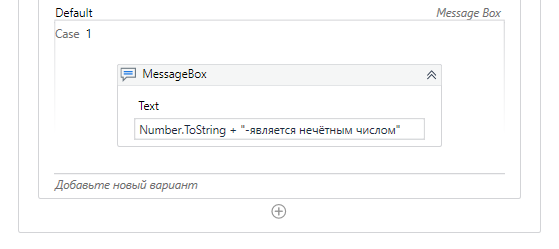 Default Message Box
Case 1
MessageBox
Text
Number.ToString + "-является нечётным числом"
Добавьте новый вариант